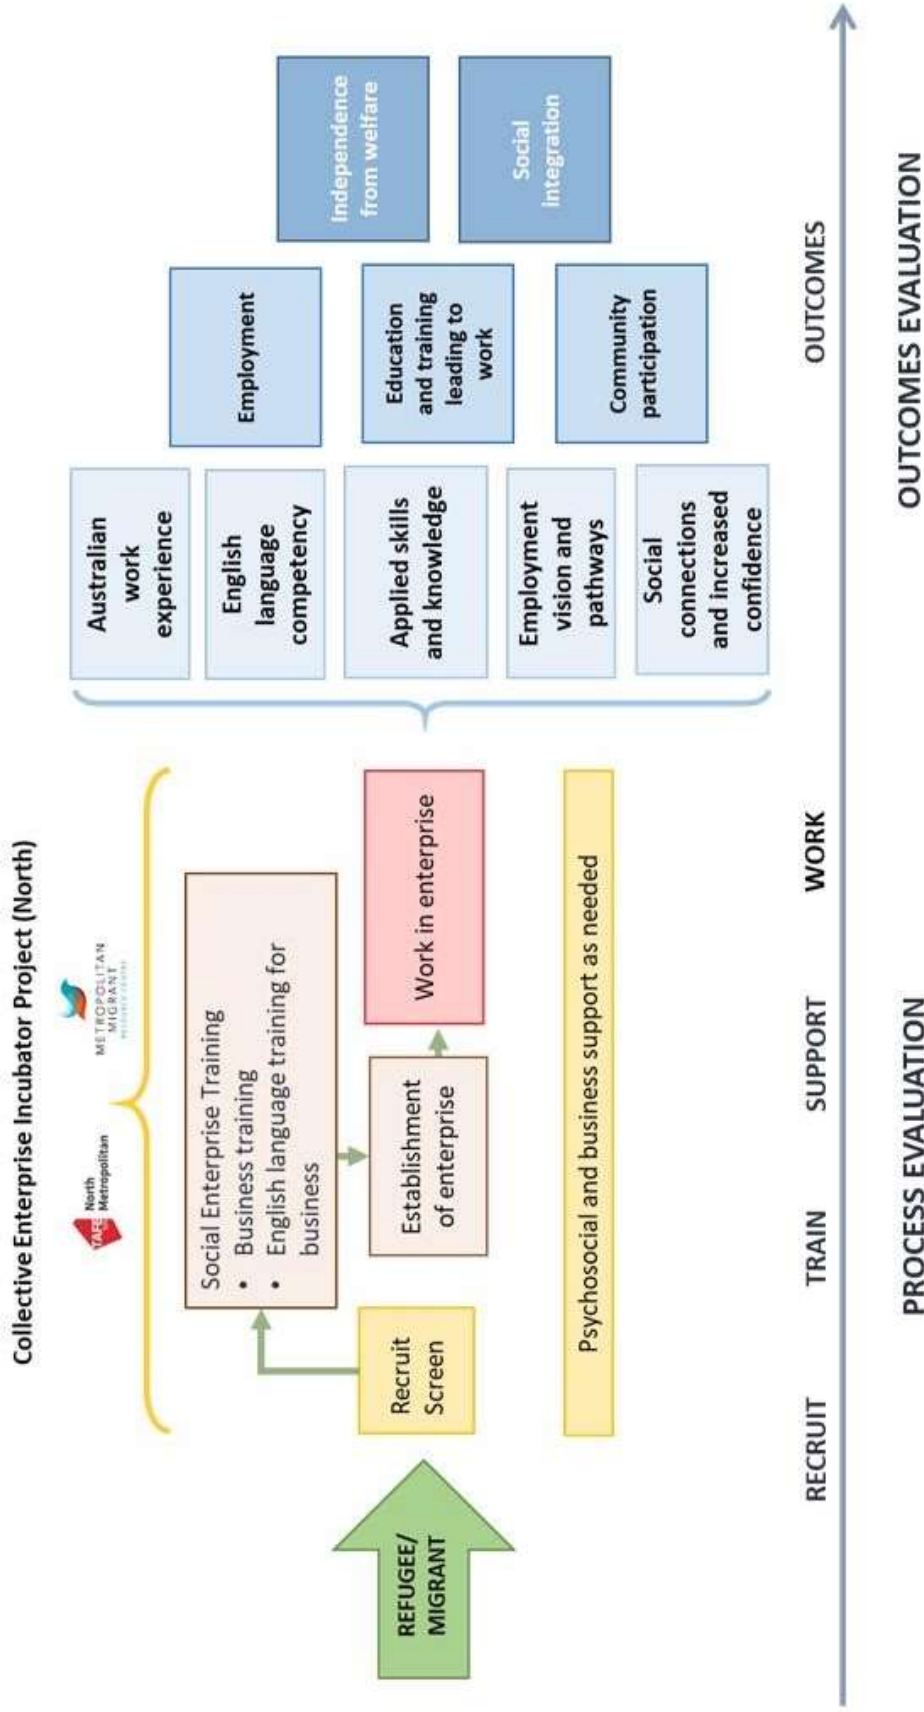 Collective Enterprise Incubator Project (North)
TAFE
North
Metropolitan
METROPOLITAN
MIGRANT
RESOURCE CENTRE
REFUGEE/
MIGRANT
Recruit
Screen
Social Enterprise Training
• Business training
• English language training for
business
Establishment
of enterprise
Work in enterprise
Psychosocial and business support as needed
Australian
work
experience
English
language
competency
Applied skills
and knowledge
Employment
vision and
pathways
Social
connections
and increased
confidence
Employment
Education
and training
leading to
work
Community
participation
Independence
from welfare
Social
integration
RECRUIT
TRAIN
SUPPORT
WORK
OUTCOMES
PROCESS EVALUATION
OUTCOMES EVALUATION